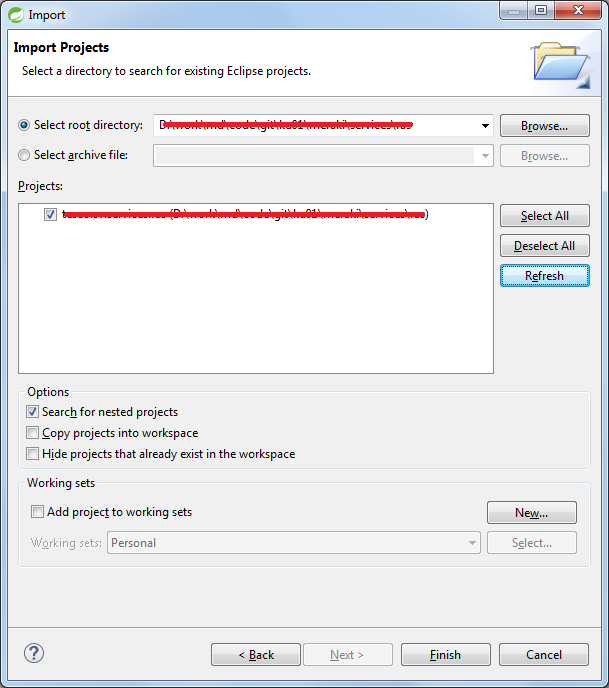 Import
Import Projects
Select a directory to search for existing Eclipse projects.
Select root directory:
Browse...
Select archive file:
Browse...
Projects:
Select All
Deselect All
Refresh
Options
Search for nested projects
Copy projects into workspace
Hide projects that already exist in the workspace
Working sets
Add project to working sets
New...
Working sets:
Personal
Select...
?
< Back
Next >
Finish
Cancel